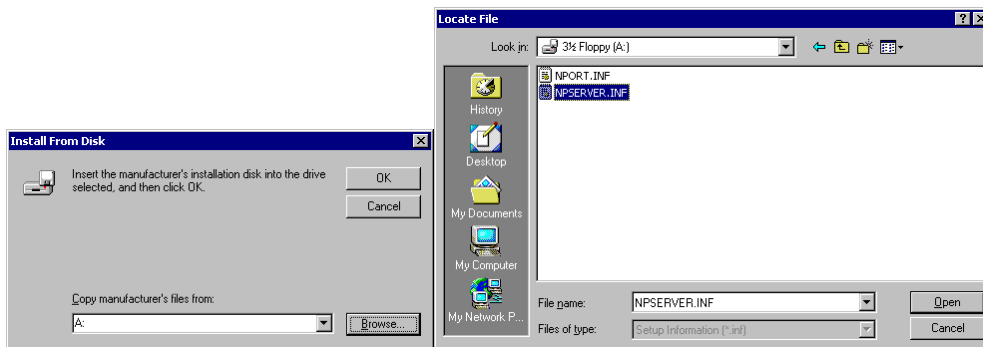 Install From Disk
Insert the manufacturer's installation disk into the drive
selected, and then click OK.
OK
Cancel
Copy manufacturer's files from:
A:
Browse...
Locate File
Look in:
3½ Floppy (A:)
NPORT.INF
NPSERVER.INF
History
Desktop
My Documents
My Computer
My Network P...
File name:
NPSERVER.INF
Open
Files of type:
Setup Information (*.inf)
Cancel